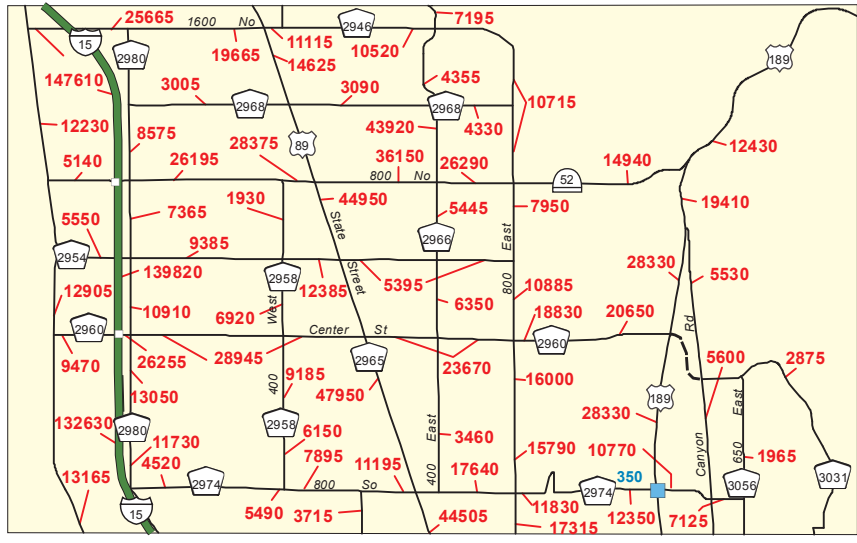 25665 1600 No 2946 7195
15 2980 19665 11115 10520 189
14625
147610 3005 2968 3090 4355 2968 10715
12230 8575 43920 4330 12430
28375 89
5140 26195 36150 800 No 26290 52 14940
1930 44950 5445 7950 19410
7365 State
5550 9385 2966 East
2954 139820 2958 12385 Street 5395 800 10885 28330 5530
12905 10910 6920 West 6350 18830 20650
2960 Center St 2960 Rd
9470 26255 28945 2965 23670 5600 2875
13050 400 9185 47950 16000 189 East
132630 2980 2958 28330
11730 6150 East 3460 15790 10770 Canyon 650 1965
4520 2974 7895 11195 400 17640 350 3056 3031
13165 800 So 2974
15 5490 3715 11830 12350 7125
44505 17315